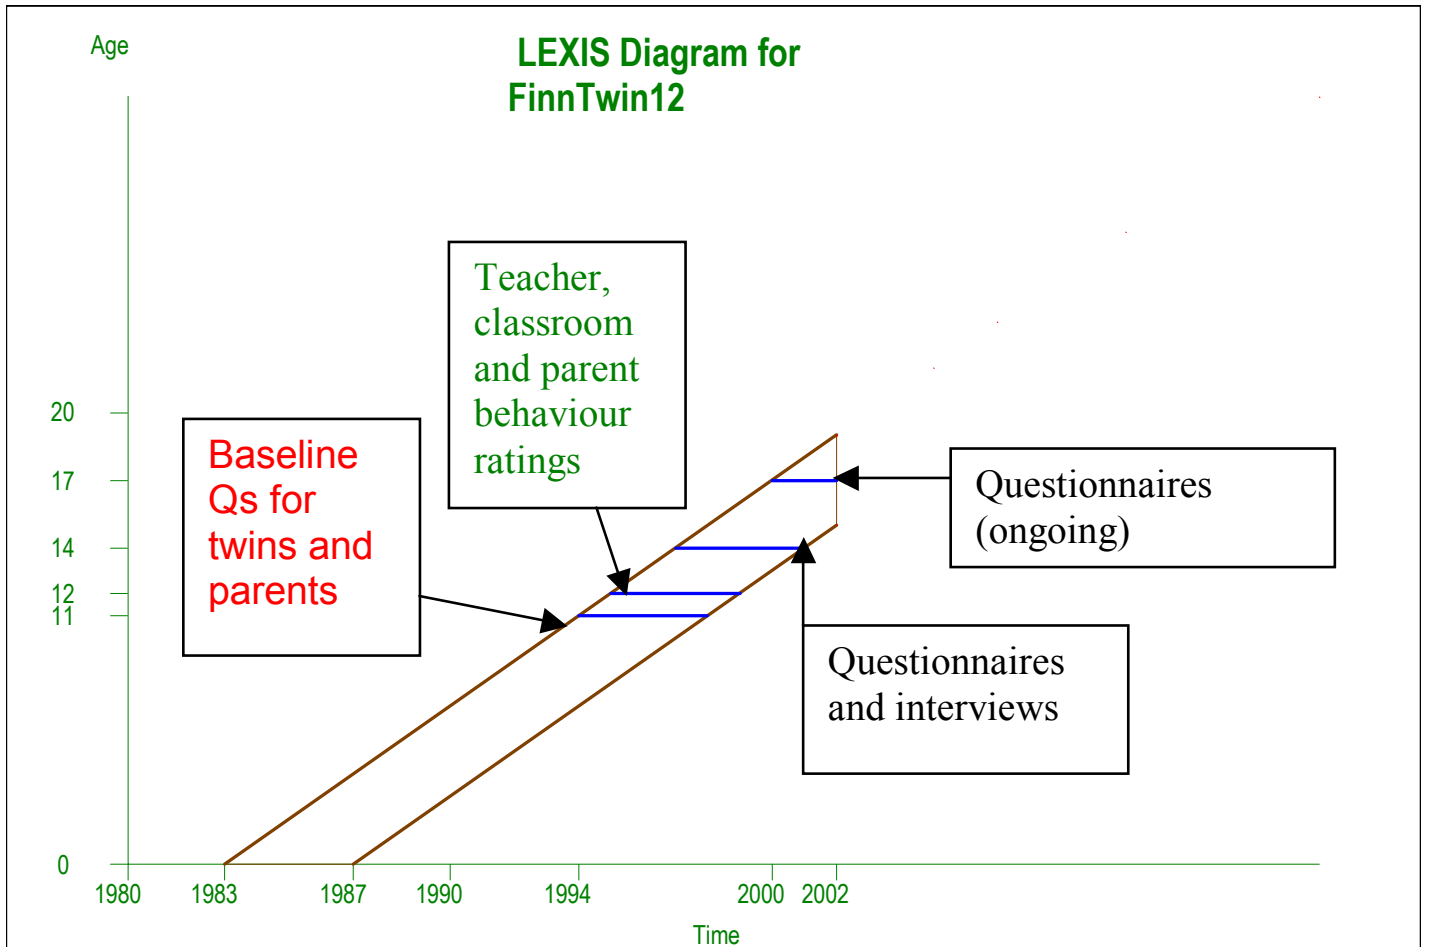 Age
LEXIS Diagram for
FinnTwin12
Teacher,
classroom
and parent
behaviour
ratings
Baseline
Qs for
twins and
parents
Questionnaires
(ongoing)
Questionnaires
and interviews
20
17
14
12
11
0
1980 1983 1987 1990 1994 2000 2002
Time